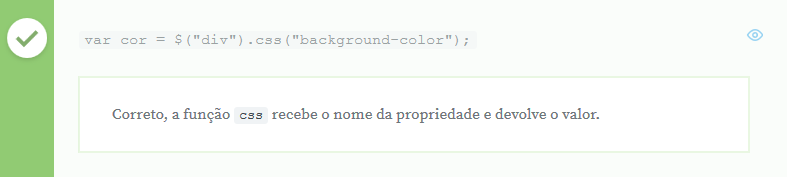 var cor = $("div").css("background-color");
Correto, a função css recebe o nome da propriedade e devolve o valor.